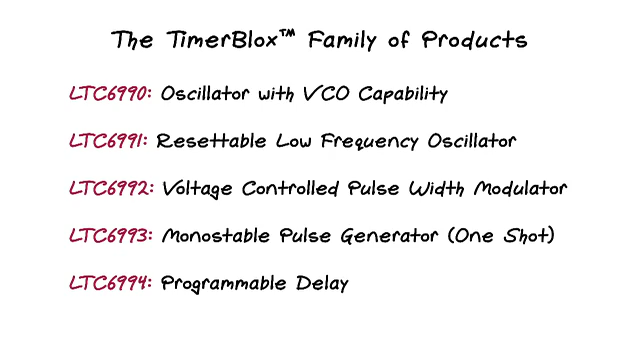 The TimerBlox™ Family of Products
LTC6990: Oscillator with VCO Capability
LTC6991: Resettable Low Frequency Oscillator
LTC6992: Voltage Controlled Pulse Width Modulator
LTC6993: Monostable Pulse Generator (One Shot)
LTC6994: Programmable Delay